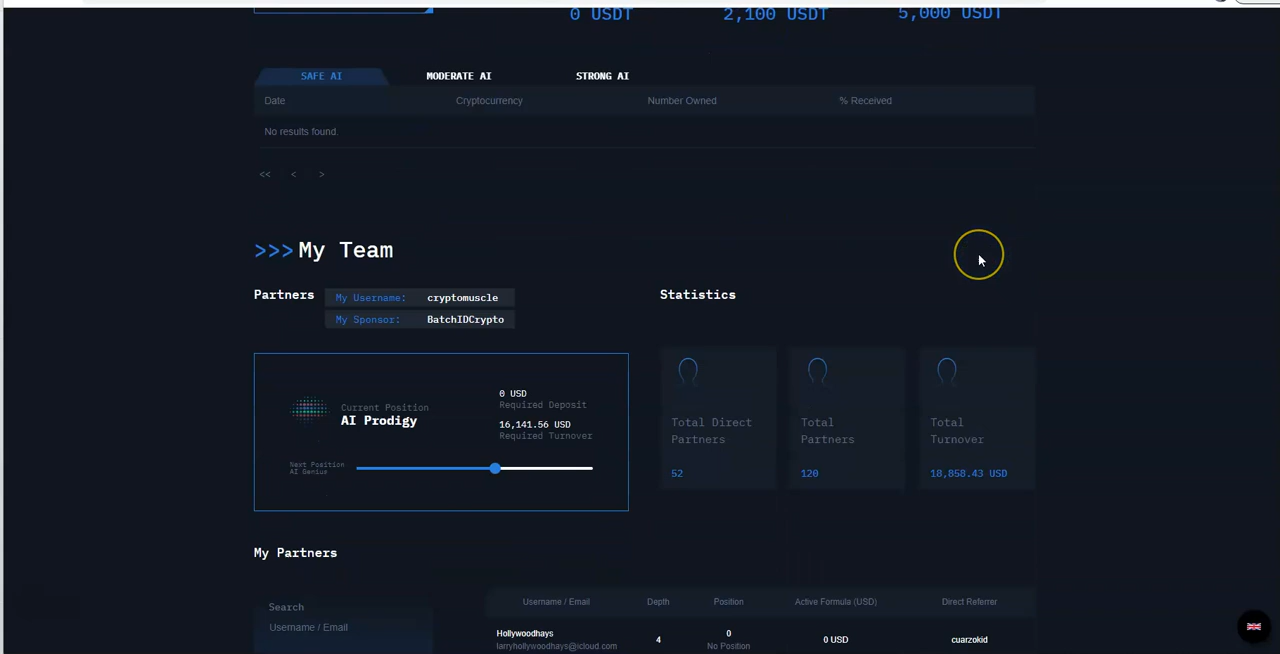 0 USDT 2,100 USDT 5,000 USDT
SAFE AI MODERATE AI STRONG AI
Date Cryptocurrency Number Owned % Received
No results found.
<< < >
>>> My Team
Partners My Username: cryptomuscle
My Sponsor: BatchIDCrypto
Statistics
Current Position
AI Prodigy
0 USD
Required Deposit
16,141.56 USD
Required Turnover
Next Position
AI Genius
Total Direct
Partners
52
Total
Partners
120
Total
Turnover
18,858.43 USD
My Partners
Search
Username / Email
Username / Email Depth Position Active Formula (USD) Direct Referrer
Hollywoodhays
larryhollywoodhays@icloud.com
4
0
No Position
0 USD
cuarzokid